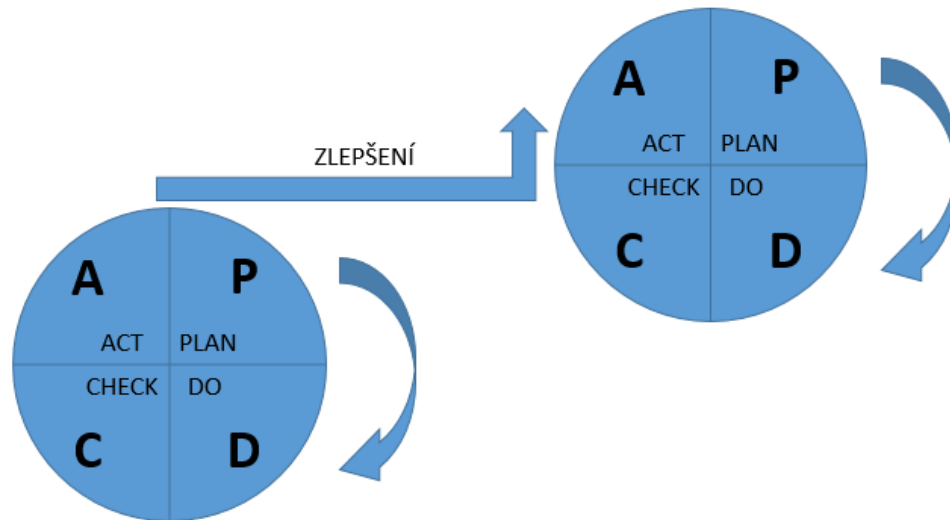 A P
ACT PLAN
CHECK DO
C D
ZLEPŠENÍ
A P
ACT PLAN
CHECK DO
C D